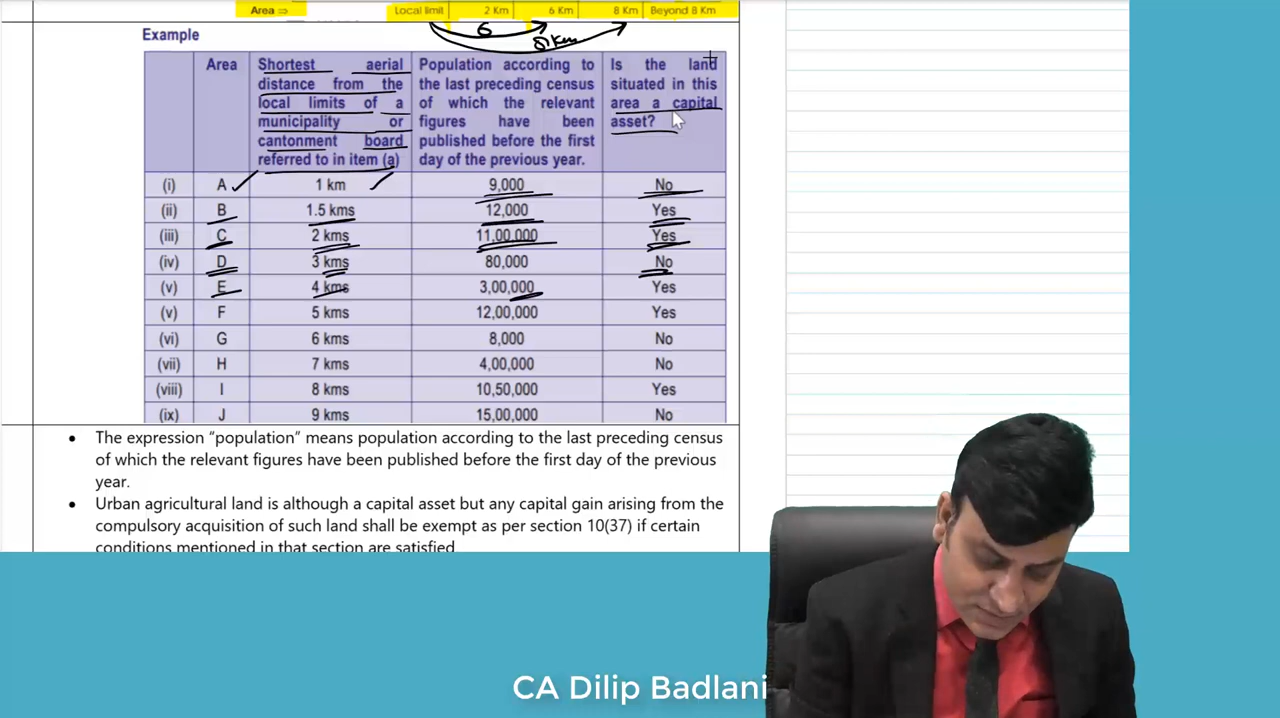 Area ⇒ Local limit 2 Km 6 Km 8 Km Beyond 8 Km
6
8 Km
Example
Area Shortest aerial distance from the local limits of a municipality or cantonment board referred to in item (a) Population according to the last preceding census of which the relevant figures have been published before the first day of the previous year. Is the land situated in this area a capital asset?
(i) A 1 km 9,000 No
(ii) B 1.5 kms 12,000 Yes
(iii) C 2 kms 11,00,000 Yes
(iv) D 3 kms 80,000 No
(v) E 4 kms 3,00,000 Yes
(v) F 5 kms 12,00,000 Yes
(vi) G 6 kms 8,000 No
(vii) H 7 kms 4,00,000 No
(viii) I 8 kms 10,50,000 Yes
(ix) J 9 kms 15,00,000 No
• The expression “population” means population according to the last preceding census
of which the relevant figures have been published before the first day of the previous
year.
• Urban agricultural land is although a capital asset but any capital gain arising from the
compulsory acquisition of such land shall be exempt as per section 10(37) if certain
conditions mentioned in that section are satisfied
CA Dilip Badlani